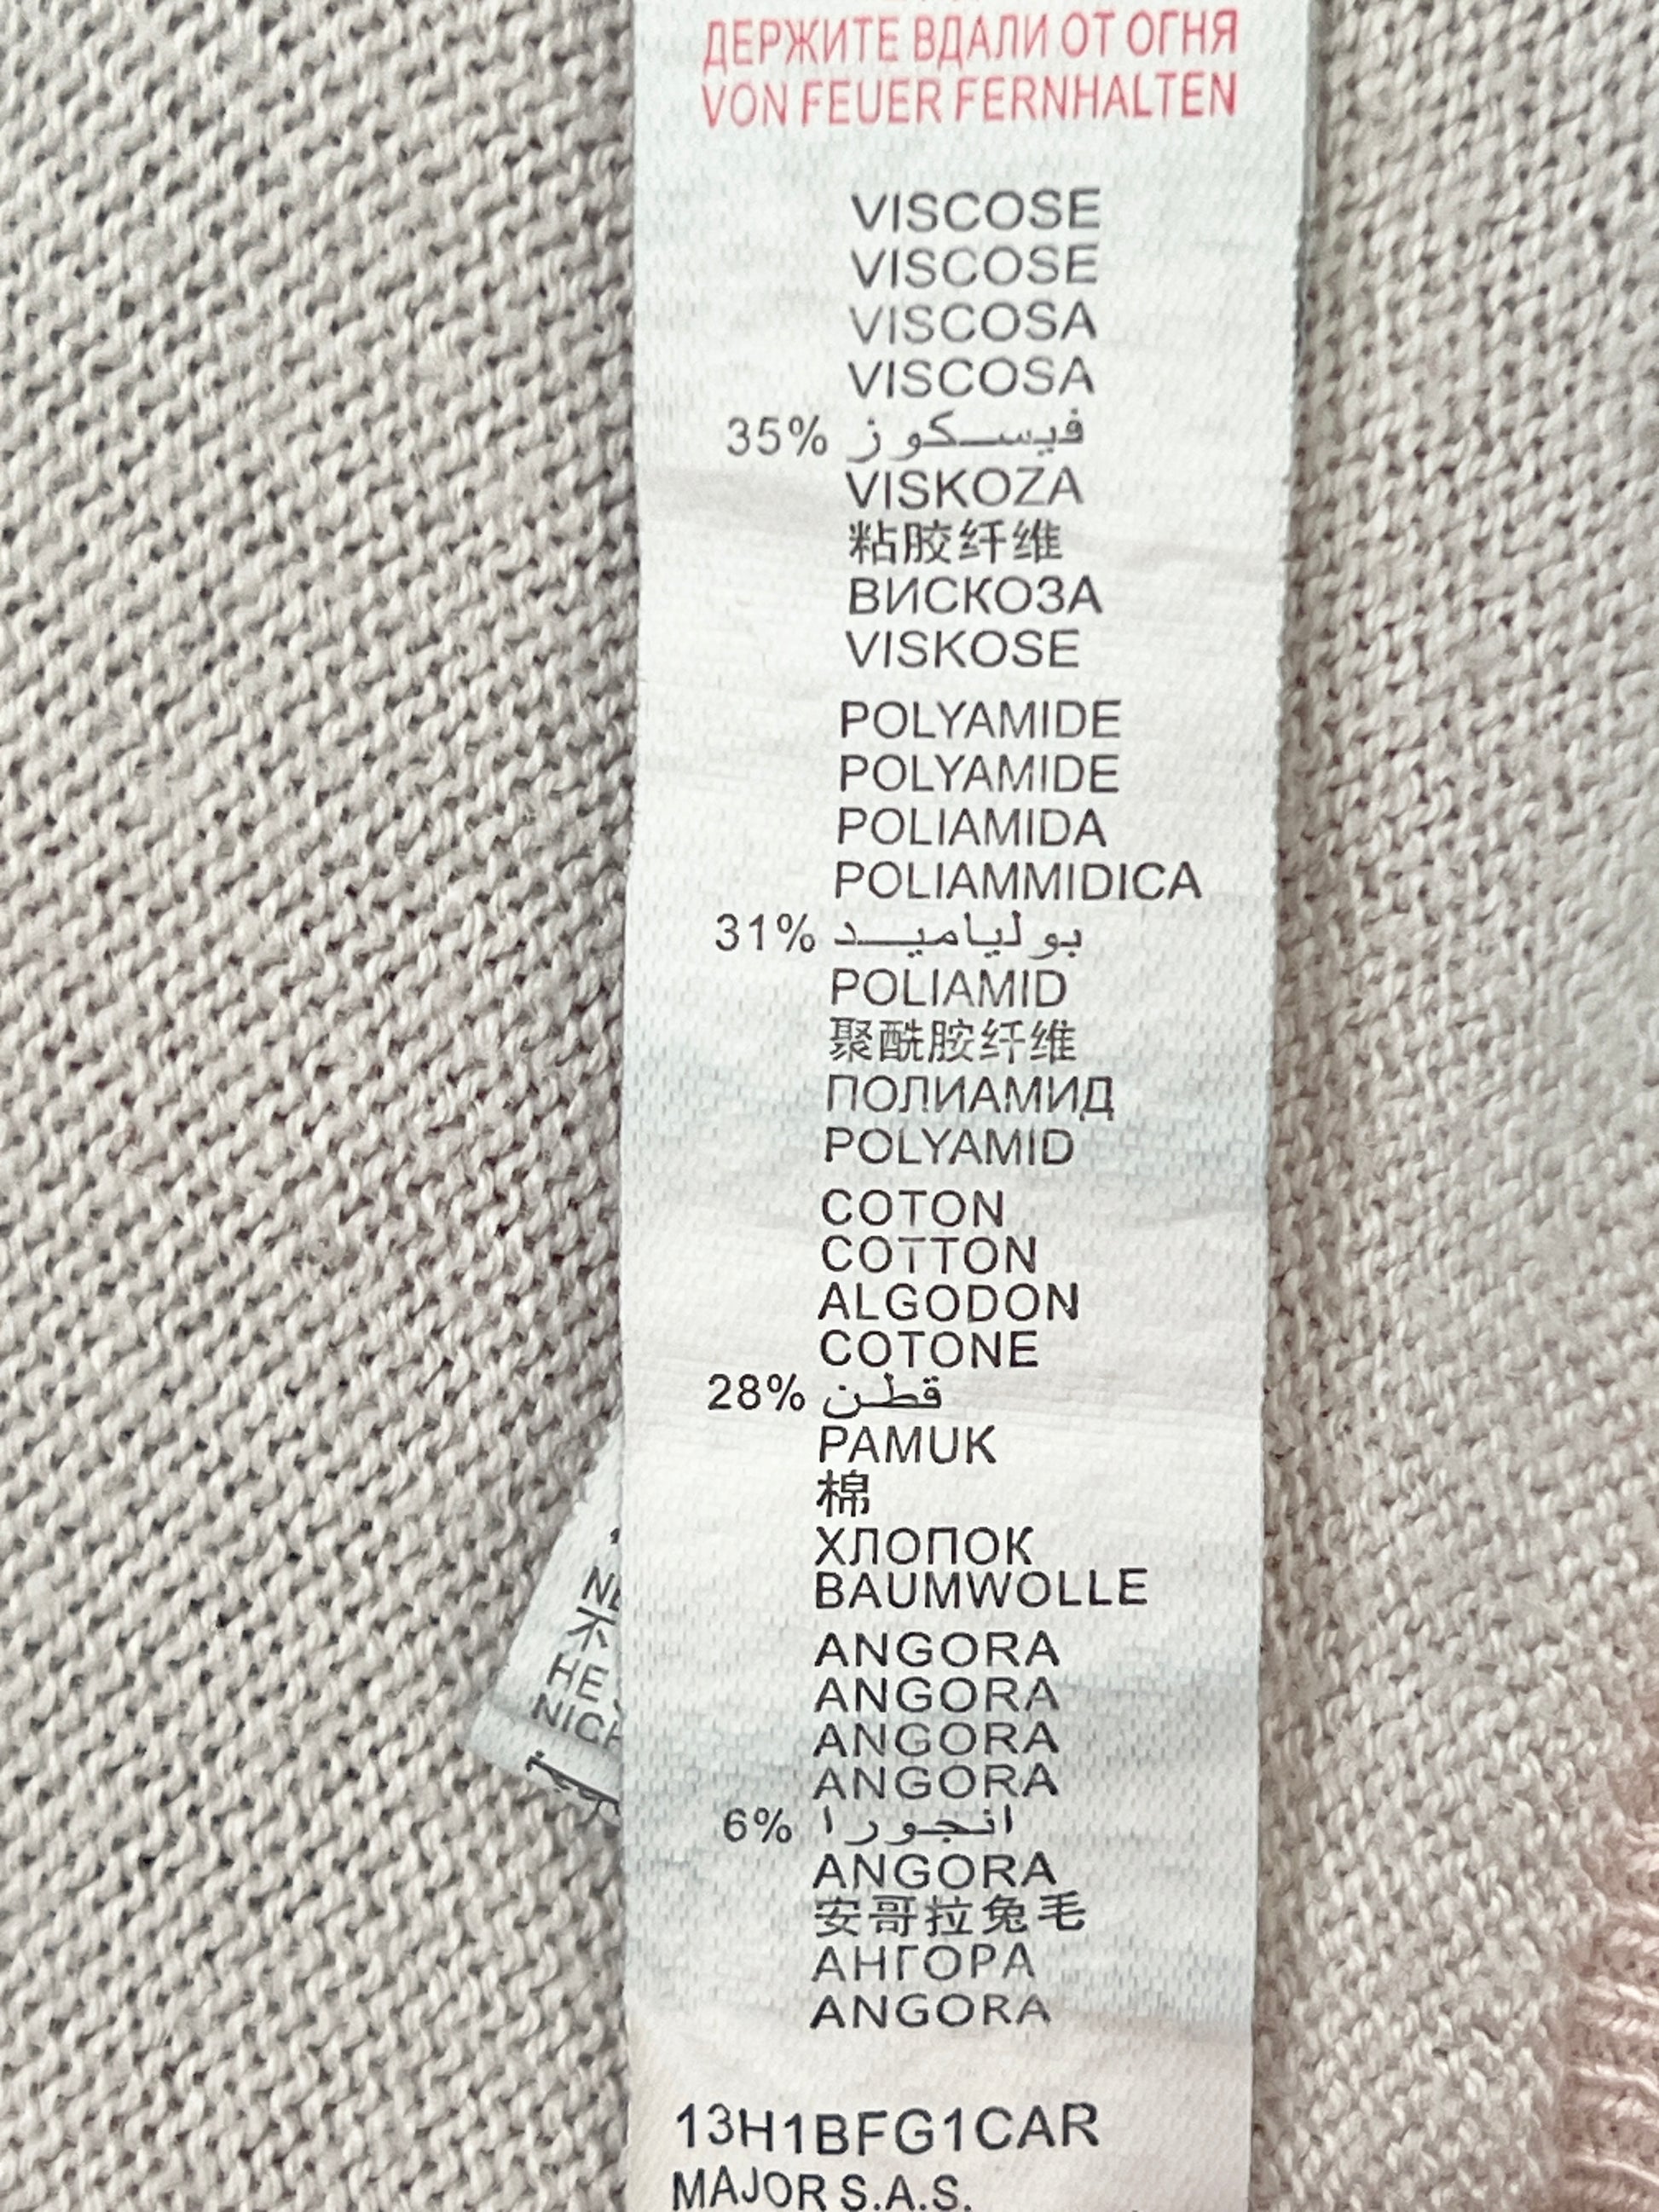 ДЕРЖИТЕ ВДАЛИ ОТ ОГНЯ
VON FEUER FERNHALTEN
VISCOSE
VISCOSE
VISCOSA
VISCOSA
35% فيسكوز
VISKOZA
粘胶纤维
ВИСКОЗА
VISKOSE
POLYAMIDE
POLYAMIDE
POLIAMIDA
POLIAMMIDICA
31% بولياميد
POLIAMID
聚酰胺纤维
ПОЛИАМИД
POLYAMID
COTON
COTTON
ALGODON
COTONE
28% قطن
PAMUK
棉
ХЛОПОК
BAUMWOLLE
ANGORA
ANGORA
ANGORA
ANGORA
6% انجورا
ANGORA
安哥拉兔毛
АНГОРА
ANGORA
13H1BFG1CAR
MAJOR S.A.S.
НЕ